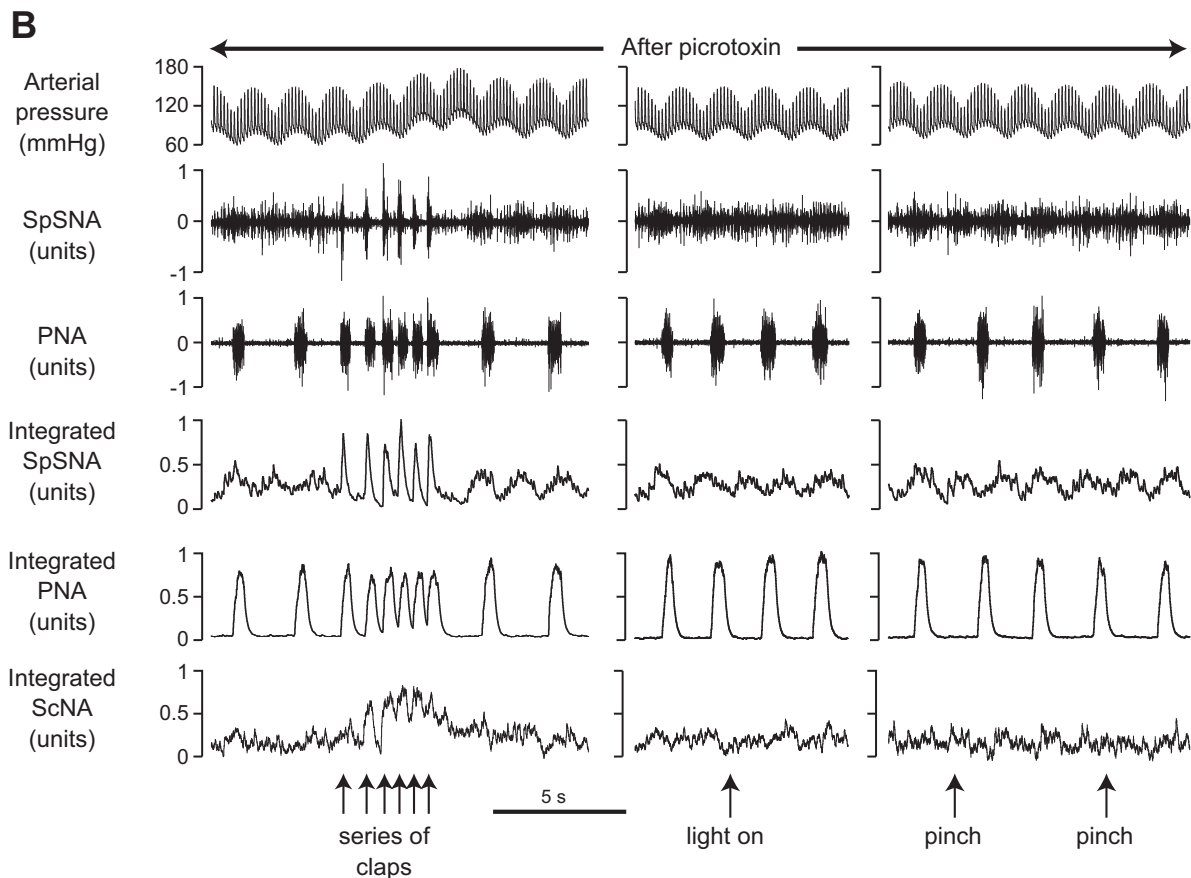 B
After picrotoxin
Arterial
pressure
(mmHg)
180
120
60
SpSNA
(units)
1
0
-1
PNA
(units)
1
0
-1
Integrated
SpSNA
(units)
1
0.5
0
Integrated
PNA
(units)
1
0.5
0
Integrated
ScNA
(units)
1
0.5
0
series of
claps
5 s
light on
pinch
pinch